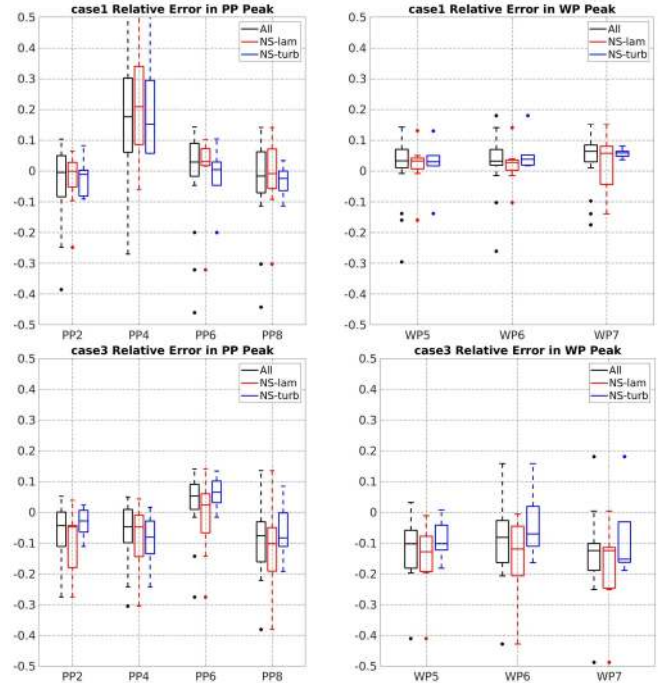 case1 Relative Error in PP Peak
0.5
0.4
0.3
0.2
0.1
0
-0.1
-0.2
-0.3
-0.4
-0.5
All
NS-lam
NS-turb
PP2 PP4 PP6 PP8
case1 Relative Error in WP Peak
0.5
0.4
0.3
0.2
0.1
0
-0.1
-0.2
-0.3
-0.4
-0.5
All
NS-lam
NS-turb
WP5 WP6 WP7
case3 Relative Error in PP Peak
0.5
0.4
0.3
0.2
0.1
0
-0.1
-0.2
-0.3
-0.4
-0.5
All
NS-lam
NS-turb
PP2 PP4 PP6 PP8
case3 Relative Error in WP Peak
0.5
0.4
0.3
0.2
0.1
0
-0.1
-0.2
-0.3
-0.4
-0.5
All
NS-lam
NS-turb
WP5 WP6 WP7